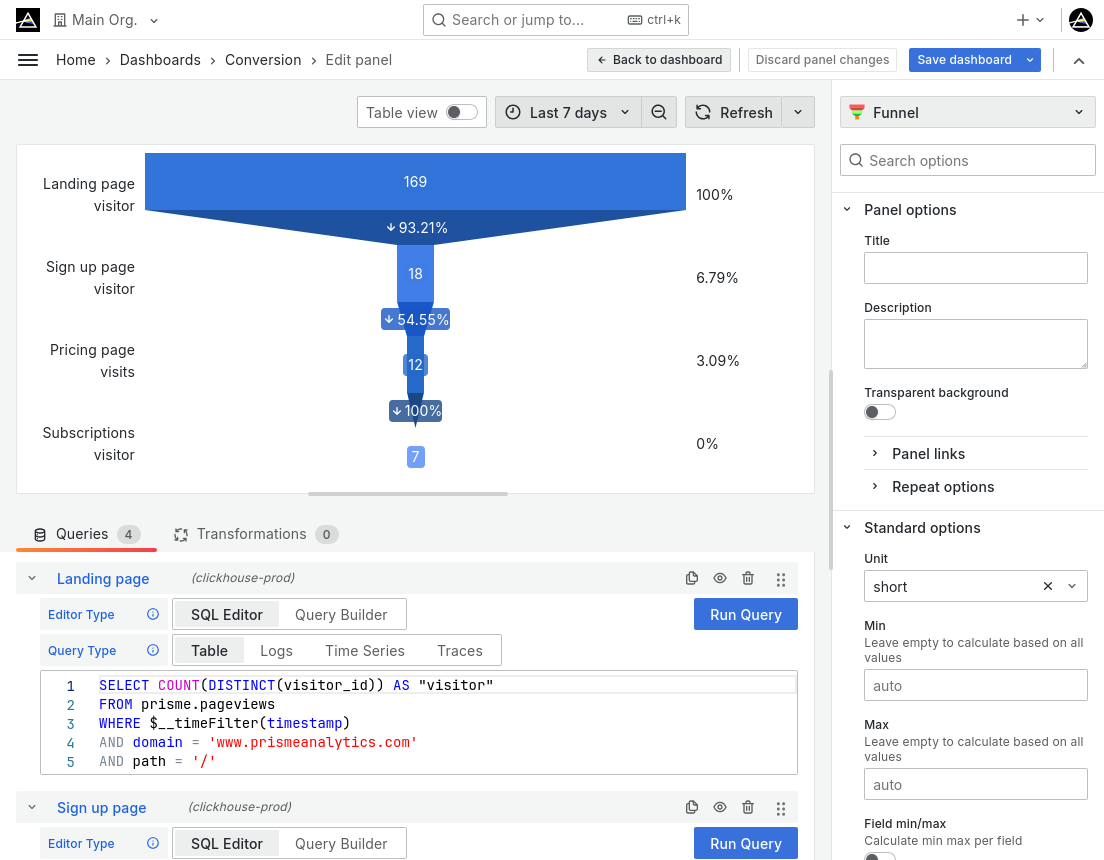 Main Org.
Search or jump to...
ctrl+k
Home
Dashboards
Conversion
Edit panel
Back to dashboard
Discard panel changes
Save dashboard
Table view
Last 7 days
Refresh
Funnel
Search options
Landing page
visitor
169
100%
93.21%
Sign up page
visitor
18
6.79%
54.55%
Pricing page
visits
12
3.09%
100%
Subscriptions
visitor
7
0%
Panel options
Title
Description
Transparent background
Panel links
Repeat options
Standard options
Unit
short
Min
Leave empty to calculate based on all
values
auto
Max
Leave empty to calculate based on all
values
auto
Field min/max
Calculate min max per field
Queries 4
Transformations 0
Landing page (clickhouse-prod)
Editor Type SQL Editor Query Builder Run Query
Query Type Table Logs Time Series Traces
1 SELECT COUNT(DISTINCT(visitor_id)) AS "visitor"
2 FROM prisme.pageviews
3 WHERE $__timeFilter(timestamp)
4 AND domain = 'www.prismeanalytics.com'
5 AND path = '/'
Sign up page (clickhouse-prod)
Editor Type SQL Editor Query Builder Run Query